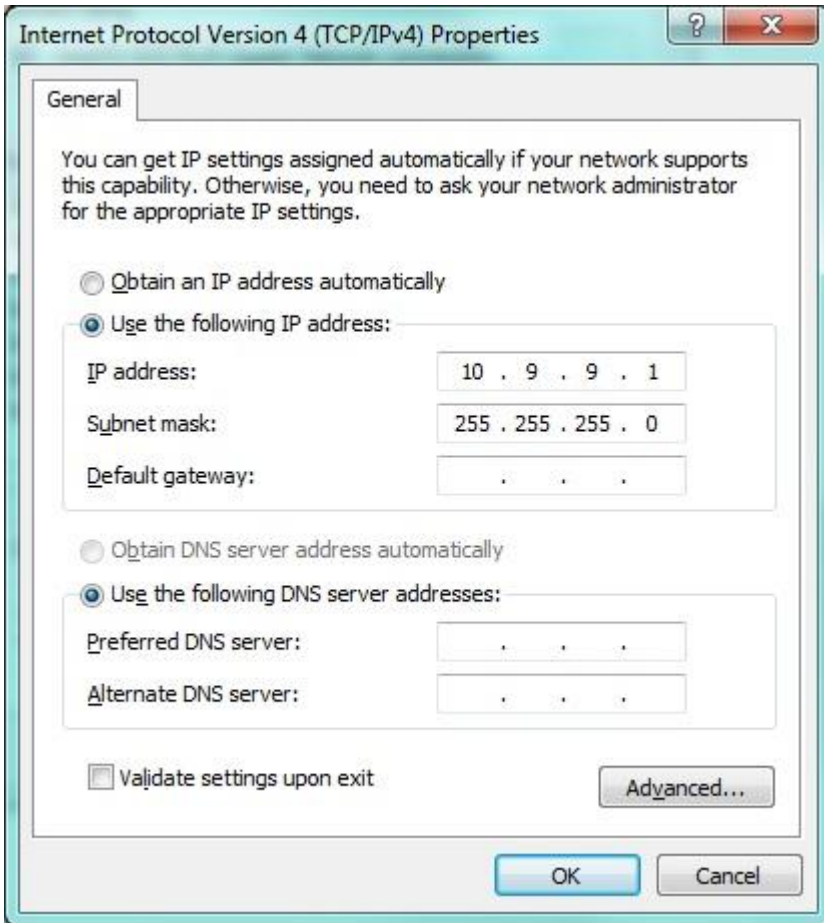 Internet Protocol Version 4 (TCP/IPv4) Properties
?
X
General
You can get IP settings assigned automatically if your network supports
this capability. Otherwise, you need to ask your network administrator
for the appropriate IP settings.
Obtain an IP address automatically
Use the following IP address:
IP address: 10 . 9 . 9 . 1
Subnet mask: 255 . 255 . 255 . 0
Default gateway: . . .
Obtain DNS server address automatically
Use the following DNS server addresses:
Preferred DNS server: . . .
Alternate DNS server: . . .
Validate settings upon exit
Advanced...
OK Cancel